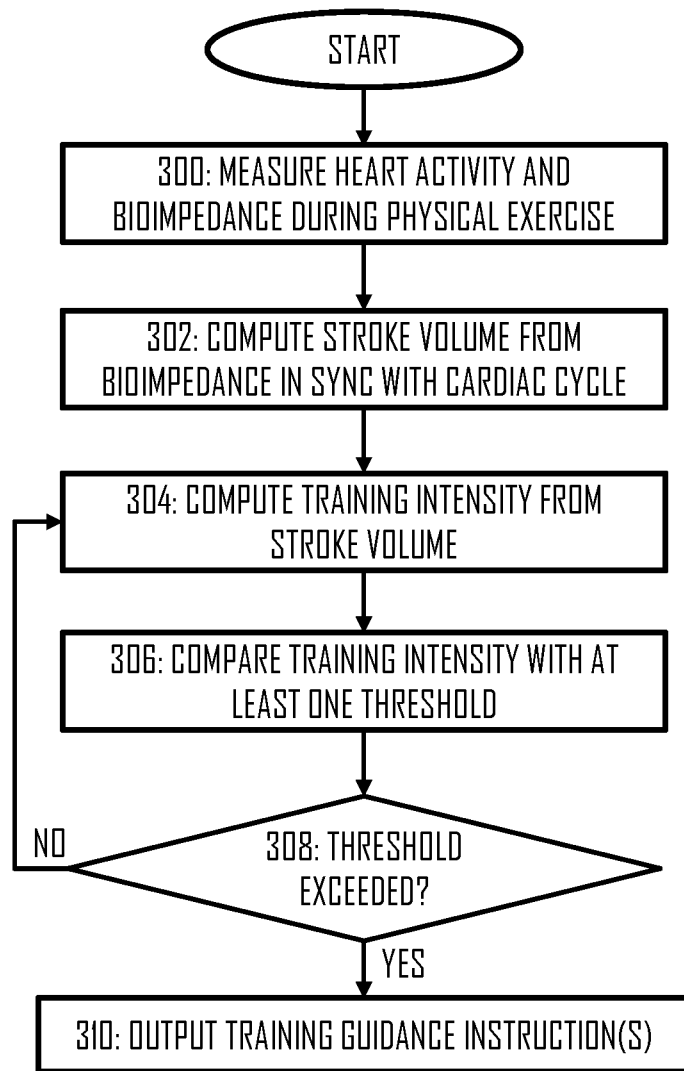 START
300: MEASURE HEART ACTIVITY AND
BIOIMPEDANCE DURING PHYSICAL EXERCISE
302: COMPUTE STROKE VOLUME FROM
BIOIMPEDANCE IN SYNC WITH CARDIAC CYCLE
304: COMPUTE TRAINING INTENSITY FROM
STROKE VOLUME
306: COMPARE TRAINING INTENSITY WITH AT
LEAST ONE THRESHOLD
NO
308: THRESHOLD
EXCEEDED?
YES
310: OUTPUT TRAINING GUIDANCE INSTRUCTION(S)